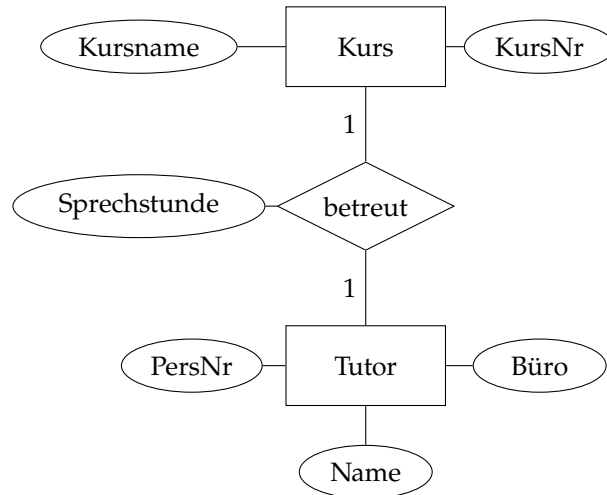 Kursname
Kurs
KursNr
1
Sprechstunde
betreut
1
PersNr
Tutor
Büro
Name